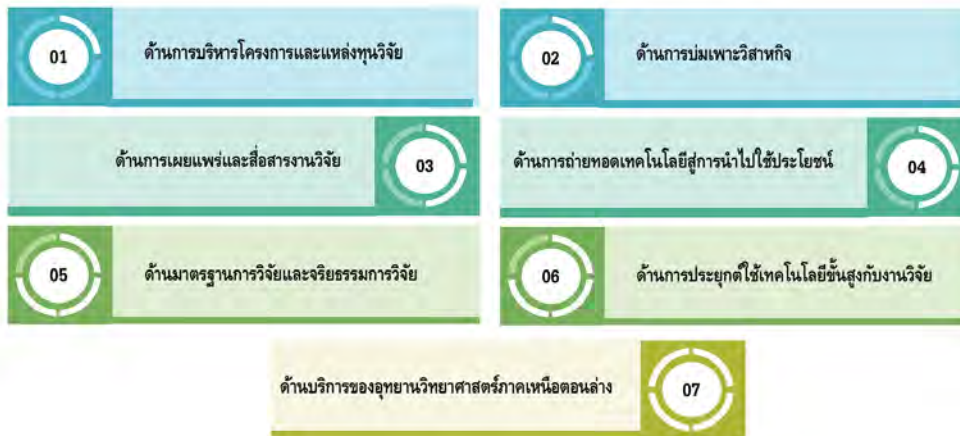 01 ด้านการบริหารโครงการและแหล่งทุนวิจัย
02 ด้านการบ่มเพาะวิสาหกิจ
ด้านการเผยแพร่และสื่อสารงานวิจัย 03
ด้านการถ่ายทอดเทคโนโลยีสู่การนำไปใช้ประโยชน์ 04
05 ด้านมาตรฐานการวิจัยและจริยธรรมการวิจัย
06 ด้านการประยุกต์ใช้เทคโนโลยีขั้นสูงกับงานวิจัย
ด้านบริการของอุทยานวิทยาศาสตร์ภาคเหนือตอนล่าง 07